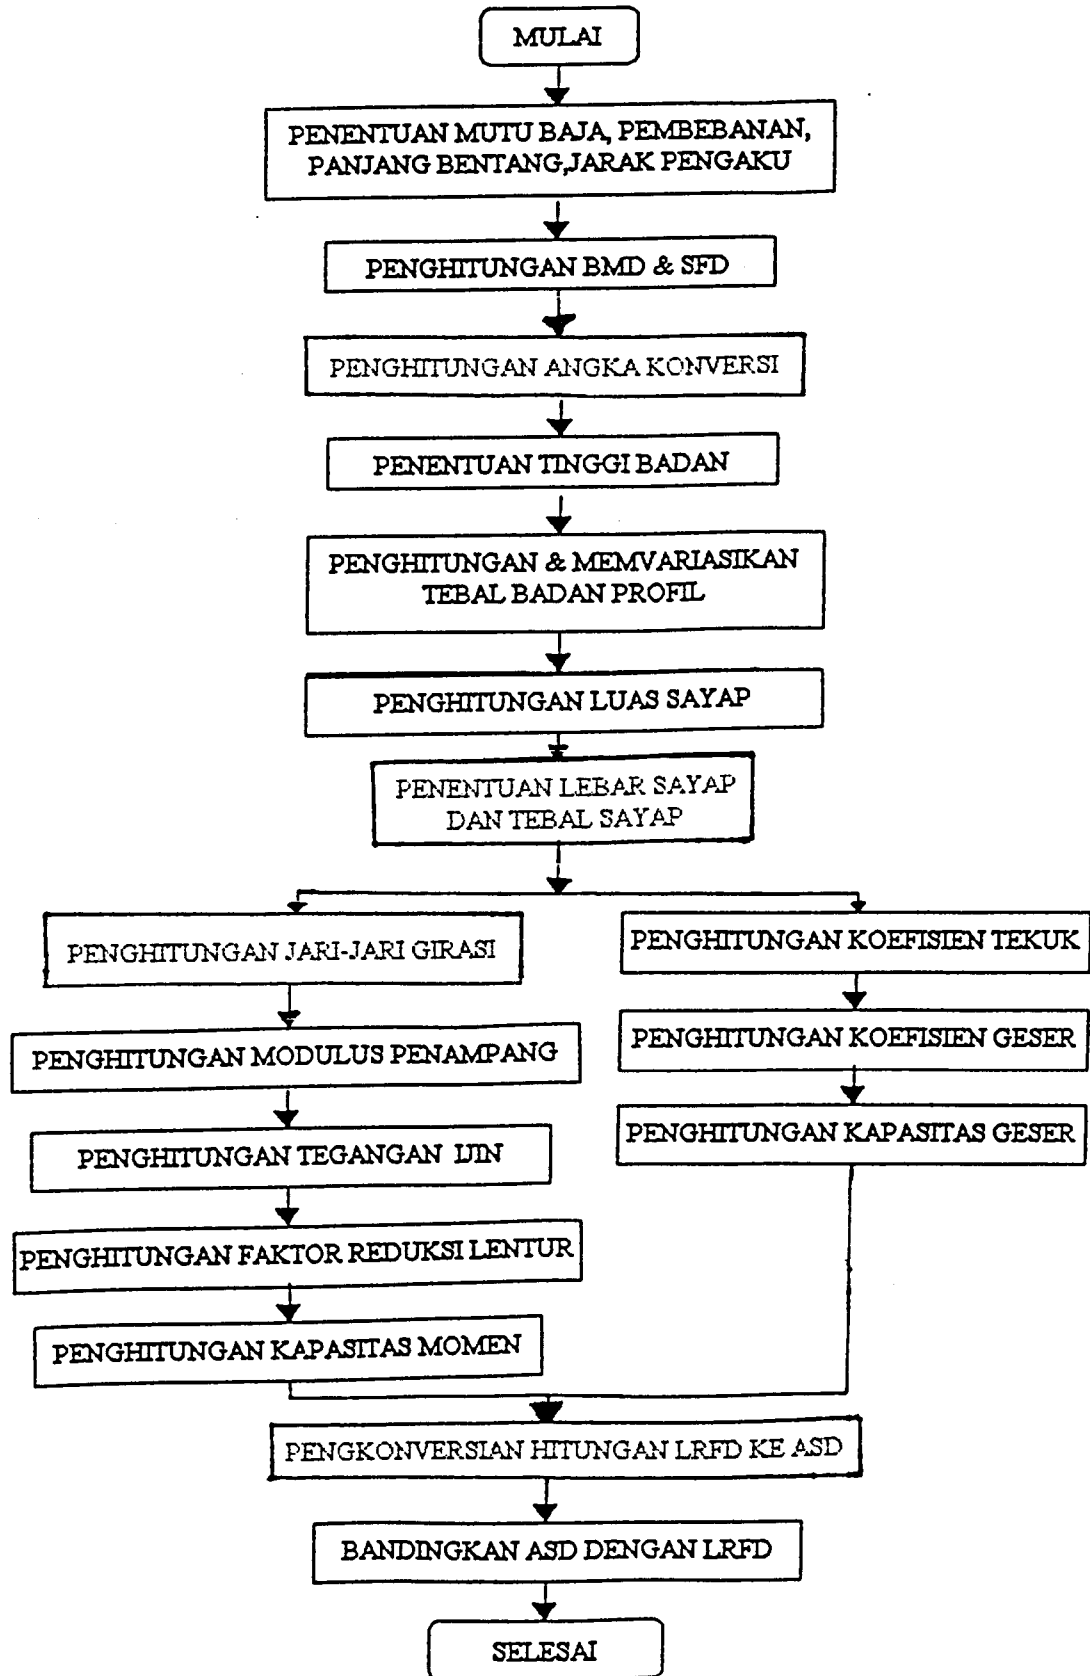 MULAI
PENENTUAN MUTU BAJA, PEMBEBANAN,
PANJANG BENTANG,JARAK PENGAKU
PENGHITUNGAN BMD & SFD
PENGHITUNGAN ANGKA KONVERSI
PENENTUAN TINGGI BADAN
PENGHITUNGAN & MEMVARIASIKAN
TEBAL BADAN PROFIL
PENGHITUNGAN LUAS SAYAP
PENENTUAN LEBAR SAYAP
DAN TEBAL SAYAP
PENGHITUNGAN JARI-JARI GIRASI
PENGHITUNGAN MODULUS PENAMPANG
PENGHITUNGAN TEGANGAN IJIN
PENGHITUNGAN FAKTOR REDUKSI LENTUR
PENGHITUNGAN KAPASITAS MOMEN
PENGHITUNGAN KOEFISIEN TEKUK
PENGHITUNGAN KOEFISIEN GESER
PENGHITUNGAN KAPASITAS GESER
PENGKONVERSIAN HITUNGAN LRFD KE ASD
BANDINGKAN ASD DENGAN LRFD
SELESAI